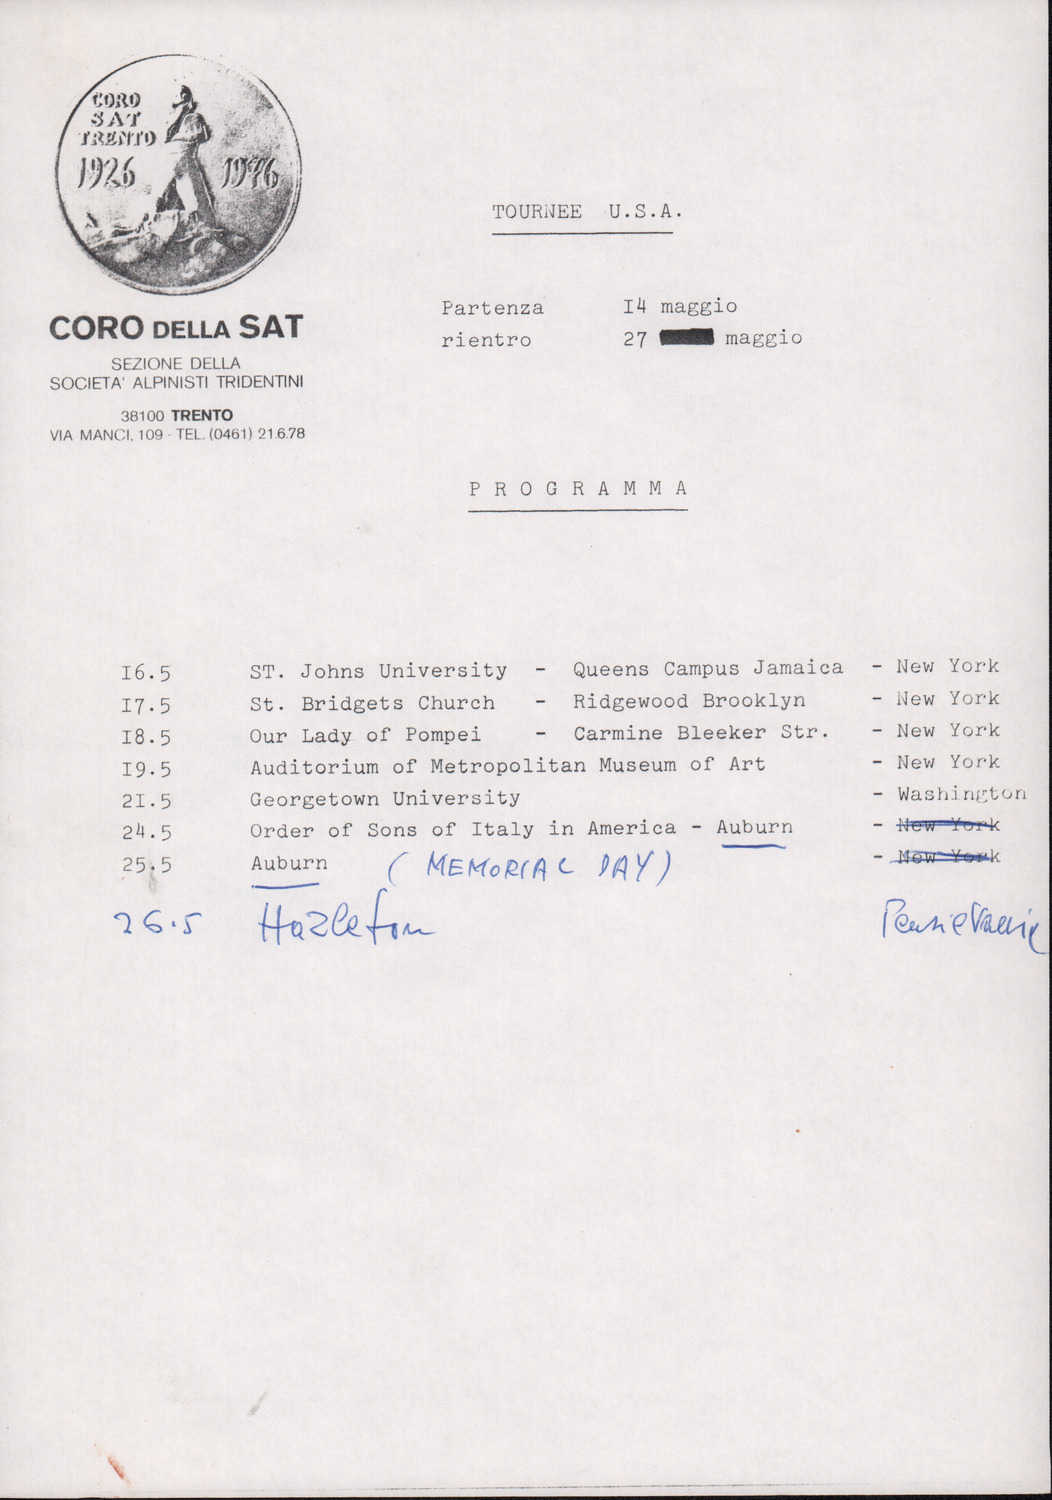 CORO
SAT
TRENTO
1926 1976
CORO DELLA SAT
SEZIONE DELLA
SOCIETA' ALPINISTI TRIDENTINI
38100 TRENTO
VIA MANCI, 109 - TEL. (0461) 21.6.78
TOURNEE U.S.A.
Partenza I4 maggio
rientro 27 maggio
P R O G R A M M A
I6.5 ST. Johns University - Queens Campus Jamaica - New York
I7.5 St. Bridgets Church - Ridgewood Brooklyn - New York
I8.5 Our Lady of Pompei - Carmine Bleeker Str. - New York
I9.5 Auditorium of Metropolitan Museum of Art - New York
2I.5 Georgetown University - Washington
24.5 Order of Sons of Italy in America - Auburn - New York
25.5 Auburn (MEMORIAL DAY) - New York
26.5 Hazleton